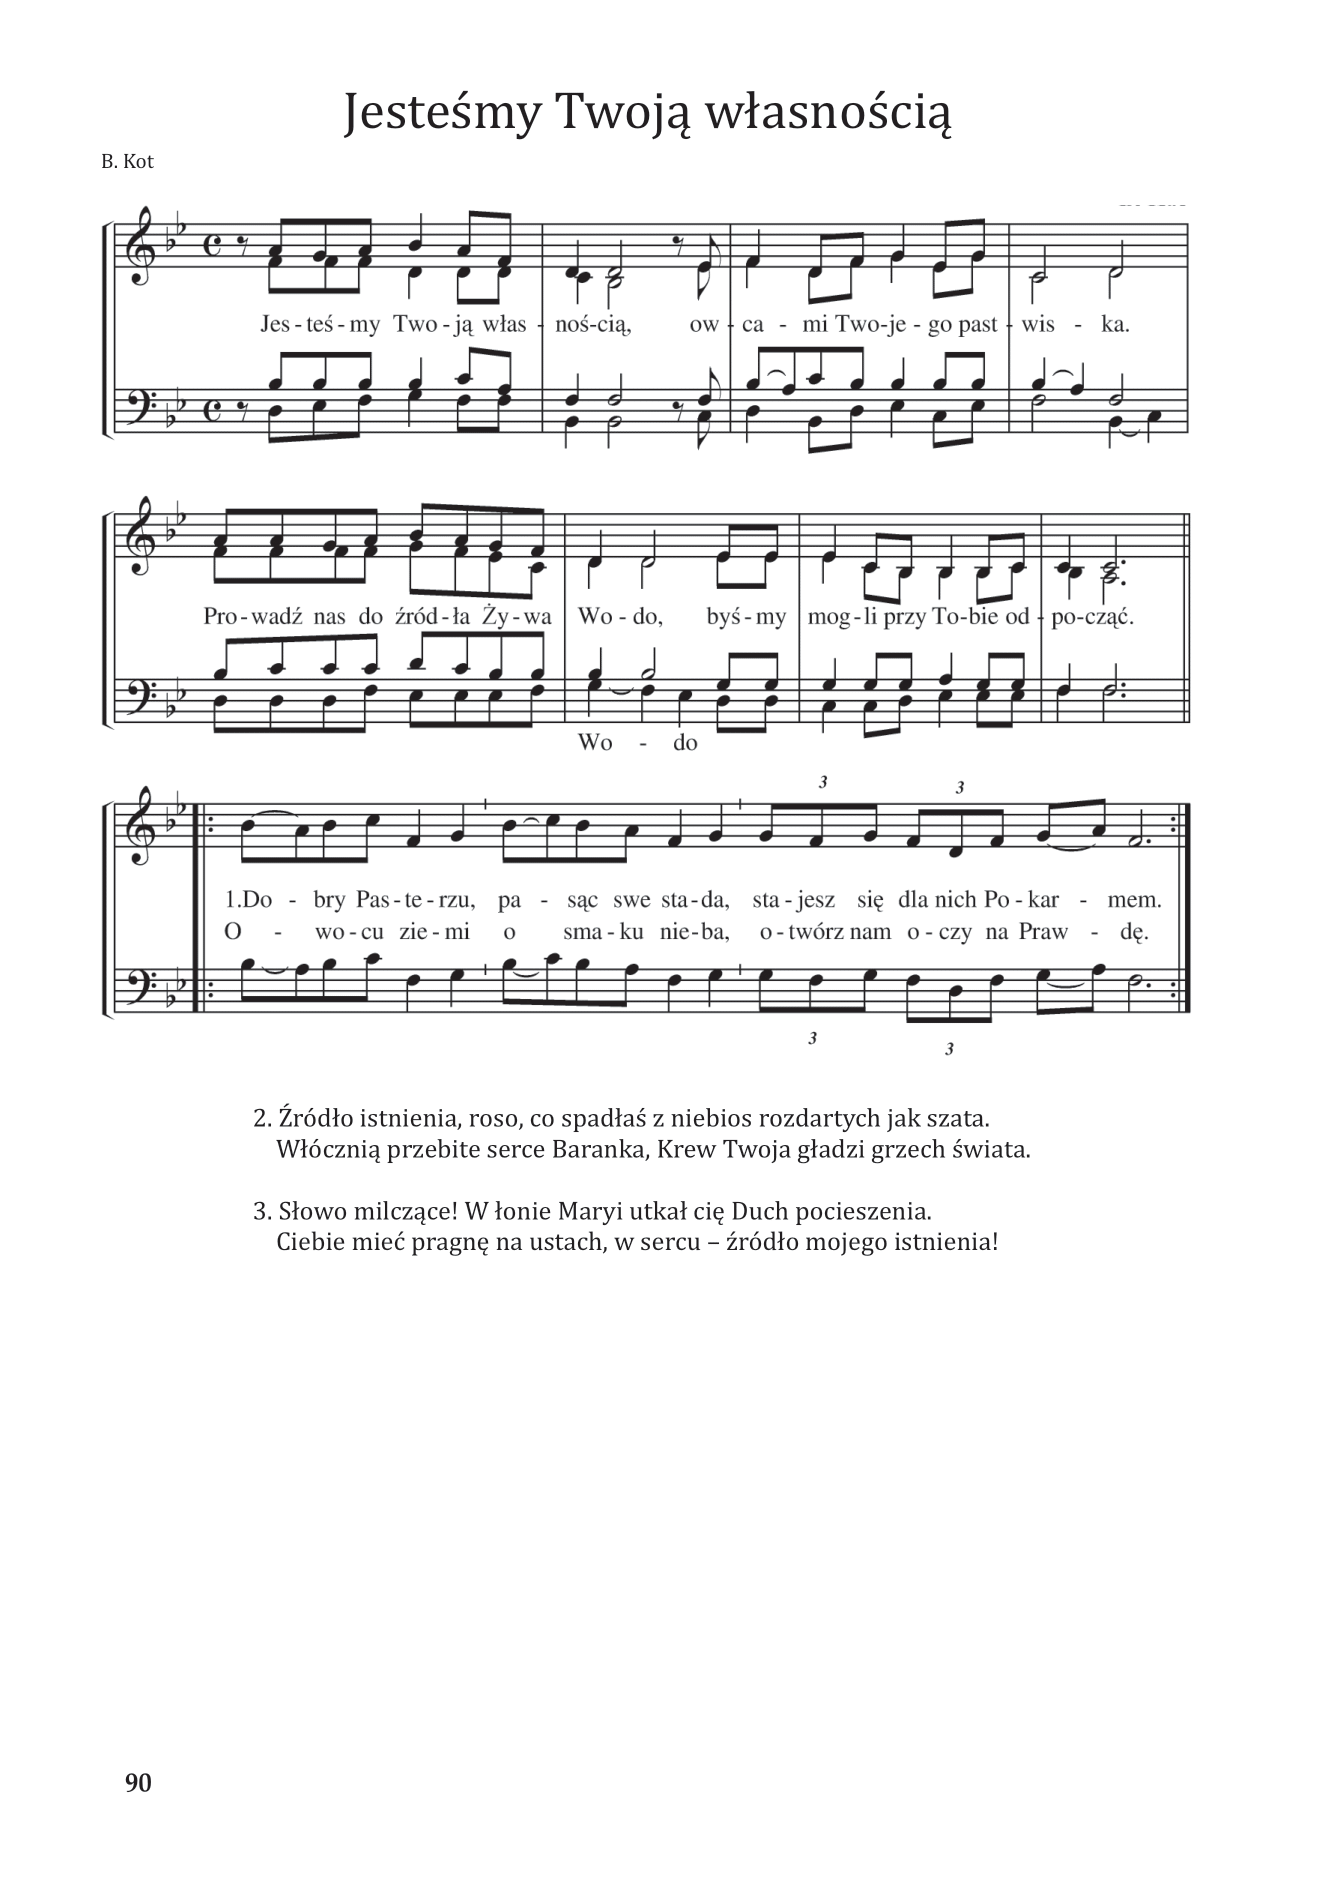 Jesteśmy Twoją własnością
B. Kot
Jes - teś - my Two - ją włas - noś - cią, ow - ca - mi Two - je - go past - wis - ka.
Pro - wadź nas do źród - ła Ży - wa Wo - do, byś - my mog - li przy To - bie od - po - cząć.
Wo - do
3 3
1.Do - bry Pas - te - rzu, pa - sąc swe sta - da, sta - jesz się dla nich Po - kar - mem.
O - wo - cu zie - mi o sma - ku nie - ba, o - twórz nam o - czy na Praw - dę.
3 3
2. Źródło istnienia, roso, co spadłaś z niebios rozdartych jak szata.
Włócznią przebite serce Baranka, Krew Twoja gładzi grzech świata.
3. Słowo milczące! W łonie Maryi utkał cię Duch pocieszenia.
Ciebie mieć pragnę na ustach, w sercu – źródło mojego istnienia!
90